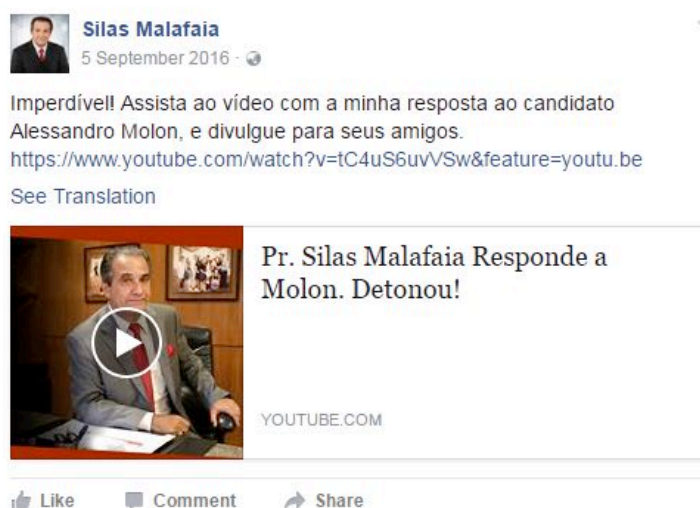 Silas Malafaia
5 September 2016 ·
Imperdível! Assista ao vídeo com a minha resposta ao candidato
Alessandro Molon, e divulgue para seus amigos.
https://www.youtube.com/watch?v=tC4uS6uvVSw&feature=youtu.be
See Translation
Pr. Silas Malafaia Responde a
Molon. Detonou!
YOUTUBE.COM
Like Comment Share